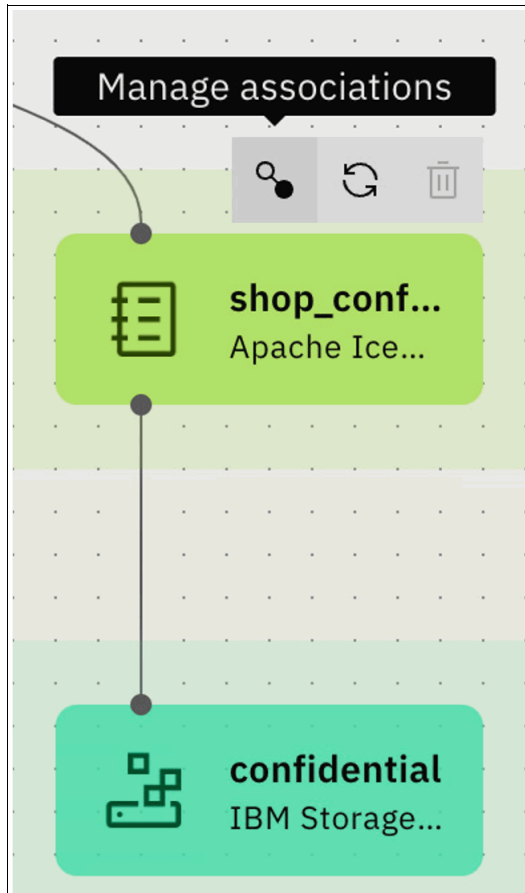 Manage associations
shop_conf...
Apache Ice...
confidential
IBM Storage...